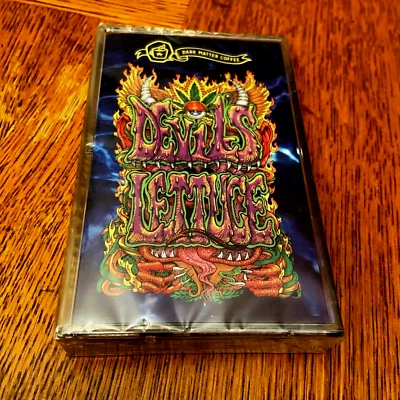 DARK MATTER COFFEE
DEVIL'S
LETTUCE